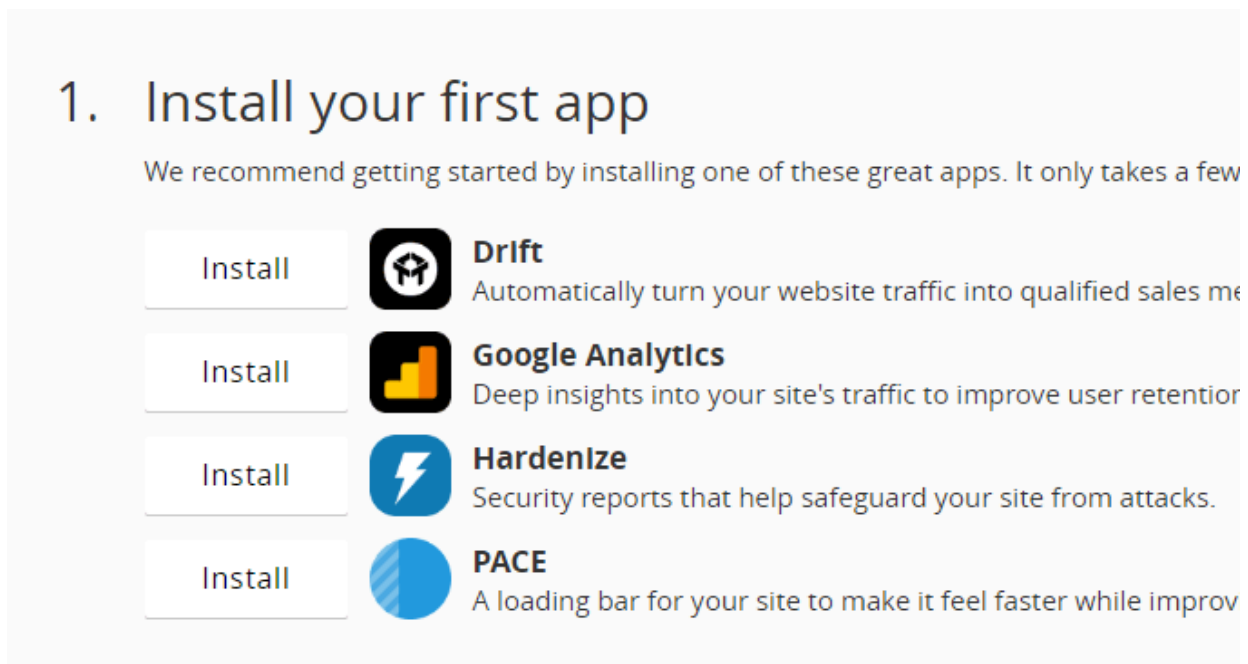 1. Install your first app
We recommend getting started by installing one of these great apps. It only takes a few
Install
Drift
Automatically turn your website traffic into qualified sales me
Install
Google Analytics
Deep insights into your site's traffic to improve user retention
Install
Hardenize
Security reports that help safeguard your site from attacks.
Install
PACE
A loading bar for your site to make it feel faster while improv